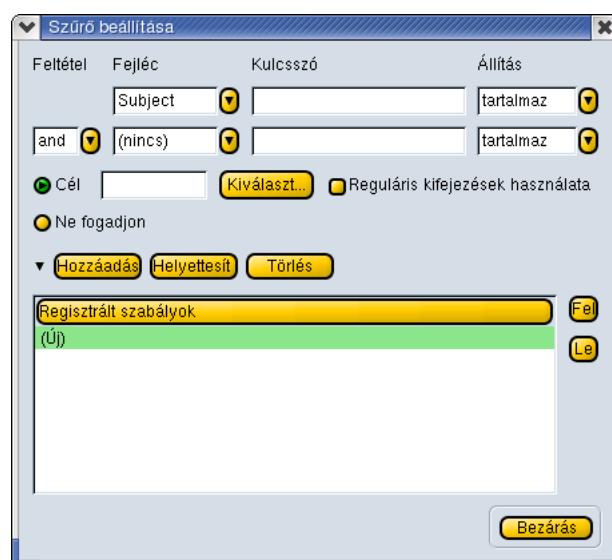 Szűrő beállítása
Feltétel Fejléc Kulcsszó Állítás
Subject tartalmaz
and (nincs) tartalmaz
Cél Kiválaszt... Reguláris kifejezések használata
Ne fogadjon
Hozzáadás Helyettesít Törlés
Regisztrált szabályok Fel
(Új)
Le
Bezárás